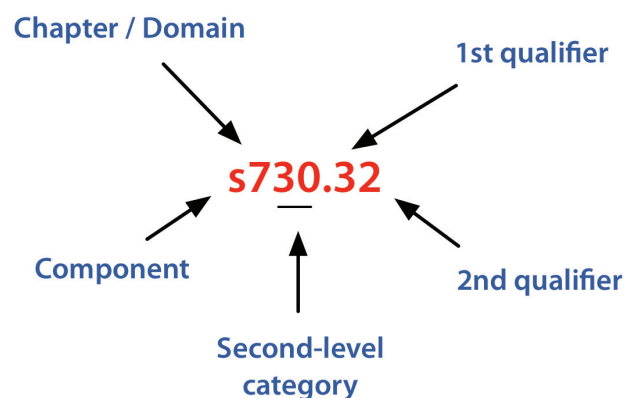 Chapter / Domain
1st qualifier
s730.32
Component
2nd qualifier
Second-level
category